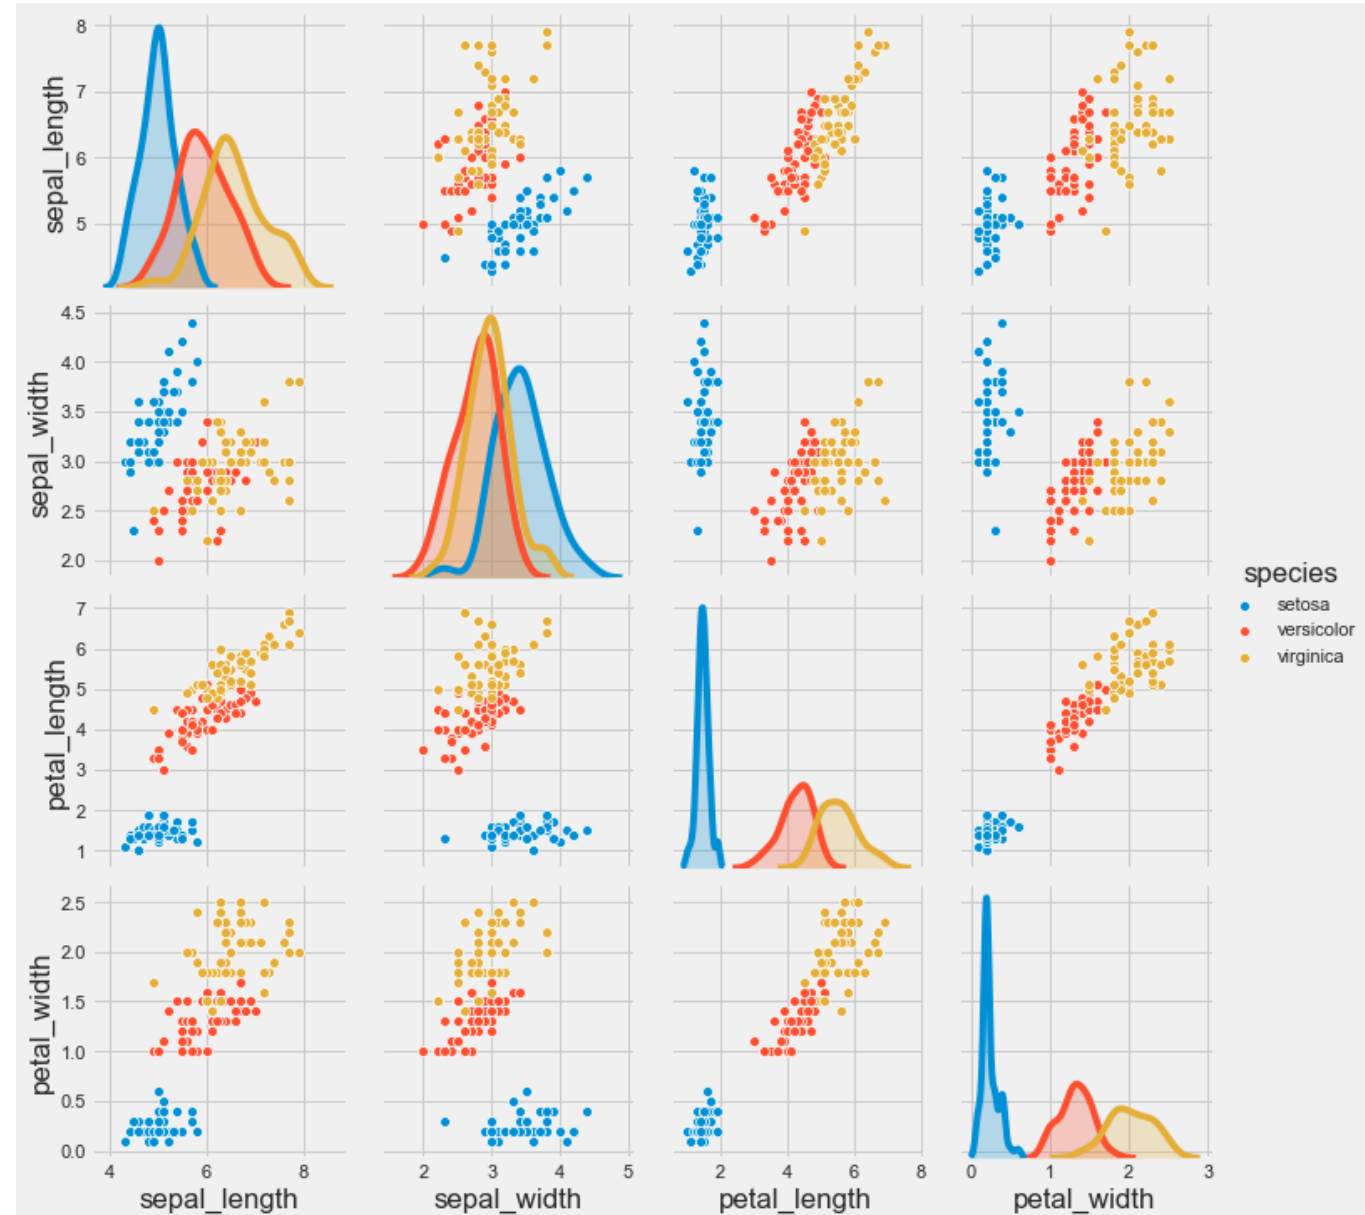 8
7
6
5
sepal_length
4.5
4.0
3.5
3.0
2.5
2.0
sepal_width
species
setosa
versicolor
virginica
7
6
5
4
3
2
1
petal_length
2.5
2.0
1.5
1.0
0.5
0.0
petal_width
4 6 8 2 3 4 5 2 4 6 8 0 1 2 3
sepal_length sepal_width petal_length petal_width